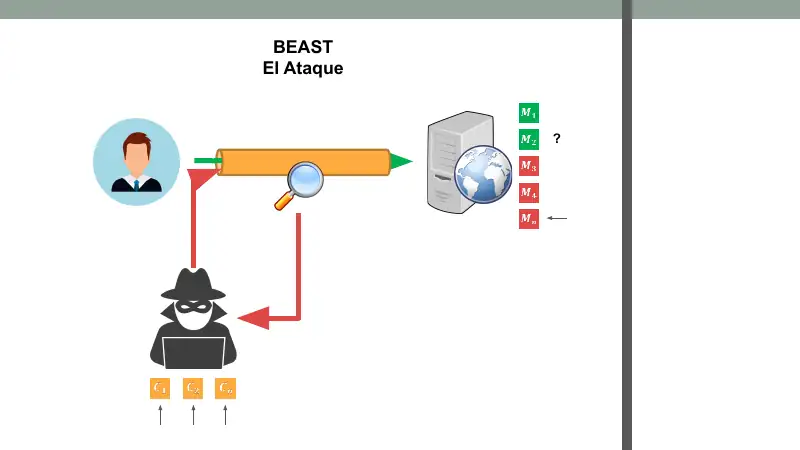 BEAST
El Ataque
M₁
M₂ ?
M₃
M₄
Mₙ
C₁ C₂ Cₙ